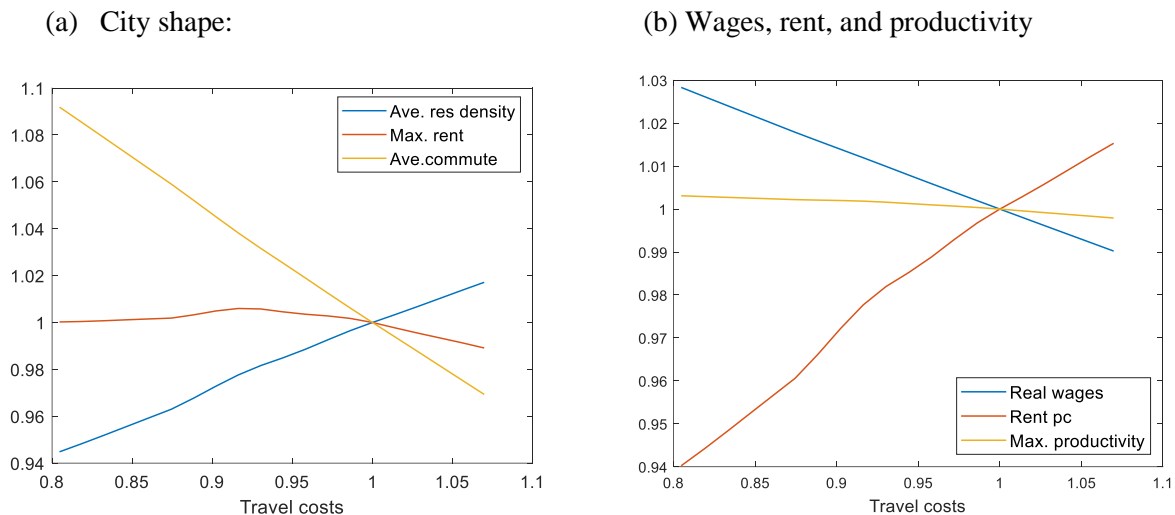 (a) City shape:
1.1
1.08
1.06
1.04
1.02
1
0.98
0.96
0.94
Ave. res density
Max. rent
Ave.commute
0.8 0.85 0.9 0.95 1 1.05 1.1
Travel costs
(b) Wages, rent, and productivity
1.03
1.02
1.01
1
0.99
0.98
0.97
0.96
0.95
0.94
Real wages
Rent pc
Max. productivity
0.8 0.85 0.9 0.95 1 1.05 1.1
Travel costs